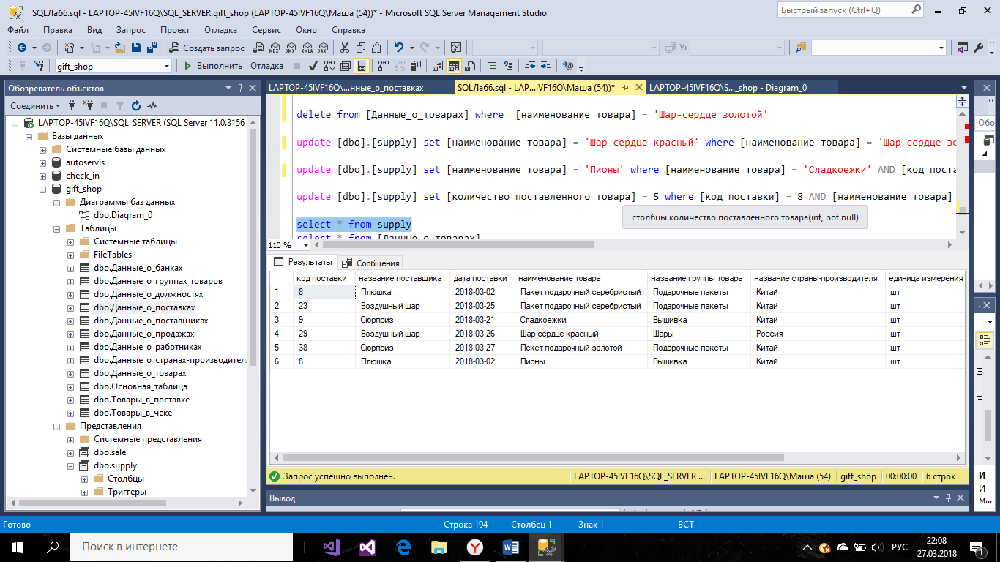 SQLЛа66.sql - LAPTOP-45IVF16Q\SQL_SERVER.gift_shop (LAPTOP-45IVF16Q\Маша (54))* - Microsoft SQL Server Management Studio
Быстрый запуск (Ctrl+Q)
Файл Правка Вид Запрос Проект Отладка Сервис Окно Справка
Создать запрос
gift_shop Выполнить Отладка
Обозреватель объектов
LAPTOP-45IVF16Q\...нные_о_поставках SQLЛа66.sql - LAP...IVF16Q\Маша (54))* LAPTOP-45IVF16Q\S..._shop - Diagram_0
Соединить
LAPTOP-45IVF16Q\SQL_SERVER (SQL Server 11.0.3156
Базы данных
Системные базы данных
autoservis
check_in
gift_shop
Диаграммы баз данных
dbo.Diagram_0
Таблицы
Системные таблицы
FileTables
dbo.Данные_о_банках
dbo.Данные_о_группах_товаров
dbo.Данные_о_должностях
dbo.Данные_о_поставках
dbo.Данные_о_поставщиках
dbo.Данные_о_продажах
dbo.Данные_о_работниках
dbo.Данные_о_странах-производител
dbo.Данные_о_товарах
dbo.Основная_таблица
dbo.Товары_в_поставке
dbo.Товары_в_чеке
Представления
Системные представления
dbo.sale
dbo.supply
Столбцы
Триггеры
delete from [Данные_о_товарах] where [наименование товара] = 'Шар-сердце золотой'
update [dbo].[supply] set [наименование товара] = 'Шар-сердце красный' where [наименование товара] = 'Шар-сердце зо
update [dbo].[supply] set [наименование товара] = 'Пионы' where [наименование товара] = 'Сладкоежки' AND [код поста
update [dbo].[supply] set [количество поставленного товара] = 5 where [код поставки] = 8 AND [наименование товара]
столбцы количество поставленного товара(int, not null)
select * from supply
select * from [Данные_о_товарах]
110 %
Результаты Сообщения
код поставки название поставщика дата поставки наименование товара название группы товара название страны-производителя единица измерения
1 8 Плюшка 2018-03-02 Пакет подарочный серебристый Подарочные пакеты Китай шт
2 23 Воздушный шар 2018-03-25 Пакет подарочный серебристый Подарочные пакеты Китай шт
3 9 Сюрприз 2018-03-21 Сладкоежки Вышивка Китай шт
4 29 Воздушный шар 2018-03-26 Шар-сердце красный Шары Россия шт
5 38 Сюрприз 2018-03-27 Пекет подарочный золотой Подарочные пакеты Китай шт
6 8 Плюшка 2018-03-02 Пионы Вышивка Китай шт
Запрос успешно выполнен. LAPTOP-45IVF16Q\SQL_SERVER ... LAPTOP-45IVF16Q\Маша (54) gift_shop 00:00:00 6 строк
Вывод
Обо
И
И
м...
Готово Строка 194 Столбец 1 Знак 1 ВСТ
Поиск в интернете
РУС
22:08
27.03.2018